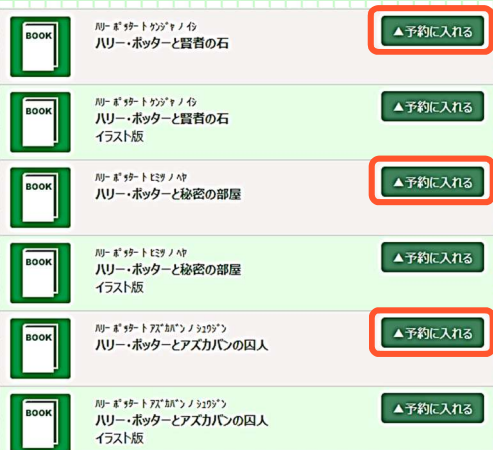 BOOK
ﾊﾘｰ ﾎﾟｯﾀｰ ﾄ ｹﾝｼﾞｬ ﾉ ｲｼ
ハリー・ポッターと賢者の石
▲予約に入れる
BOOK
ﾊﾘｰ ﾎﾟｯﾀｰ ﾄ ｹﾝｼﾞｬ ﾉ ｲｼ
ハリー・ポッターと賢者の石
イラスト版
▲予約に入れる
BOOK
ﾊﾘｰ ﾎﾟｯﾀｰ ﾄ ﾋﾐﾂ ﾉ ﾍﾔ
ハリー・ポッターと秘密の部屋
▲予約に入れる
BOOK
ﾊﾘｰ ﾎﾟｯﾀｰ ﾄ ﾋﾐﾂ ﾉ ﾍﾔ
ハリー・ポッターと秘密の部屋
イラスト版
▲予約に入れる
BOOK
ﾊﾘｰ ﾎﾟｯﾀｰ ﾄ ｱｽﾞｶﾊﾞﾝ ﾉ ｼｭｳｼﾞﾝ
ハリー・ポッターとアズカバンの囚人
▲予約に入れる
BOOK
ﾊﾘｰ ﾎﾟｯﾀｰ ﾄ ｱｽﾞｶﾊﾞﾝ ﾉ ｼｭｳｼﾞﾝ
ハリー・ポッターとアズカバンの囚人
イラスト版
▲予約に入れる